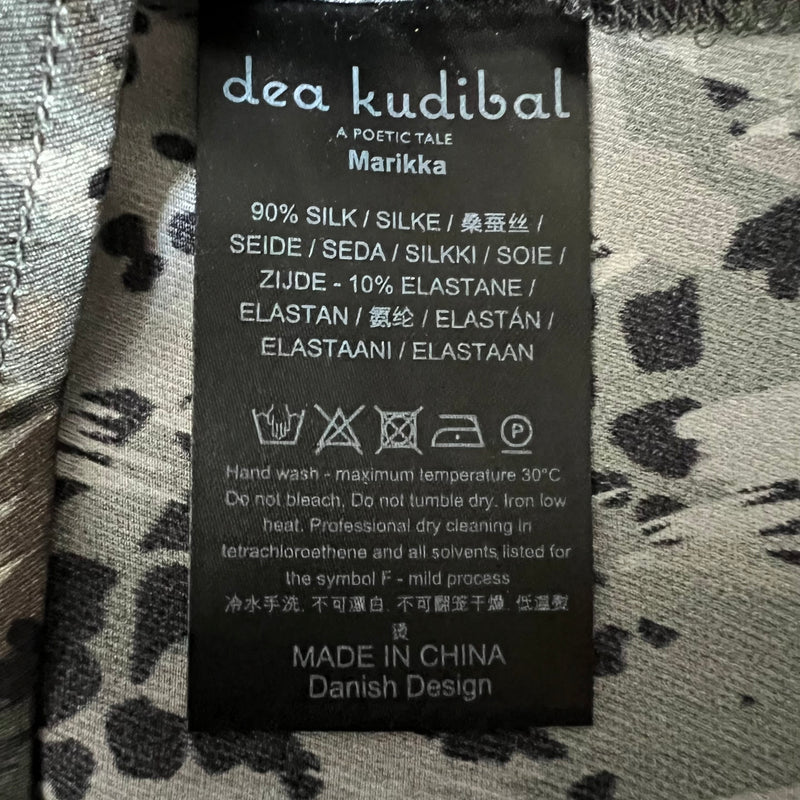 dea kudibal
A POETIC TALE
Marikka
90% SILK / SILKE / 桑蚕丝 /
SEIDE / SEDA / SILKKI / SOIE /
ZIJDE - 10% ELASTANE /
ELASTAN / 氨纶 / ELASTÁN /
ELASTAANI / ELASTAAN
P
Hand wash - maximum temperature 30°C
Do not bleach. Do not tumble dry. Iron low
heat. Professional dry cleaning in
tetrachloroethene and all solvents listed for
the symbol F - mild process
冷水手洗. 不可漂白. 不可翻笼干燥. 低温熨
烫
MADE IN CHINA
Danish Design